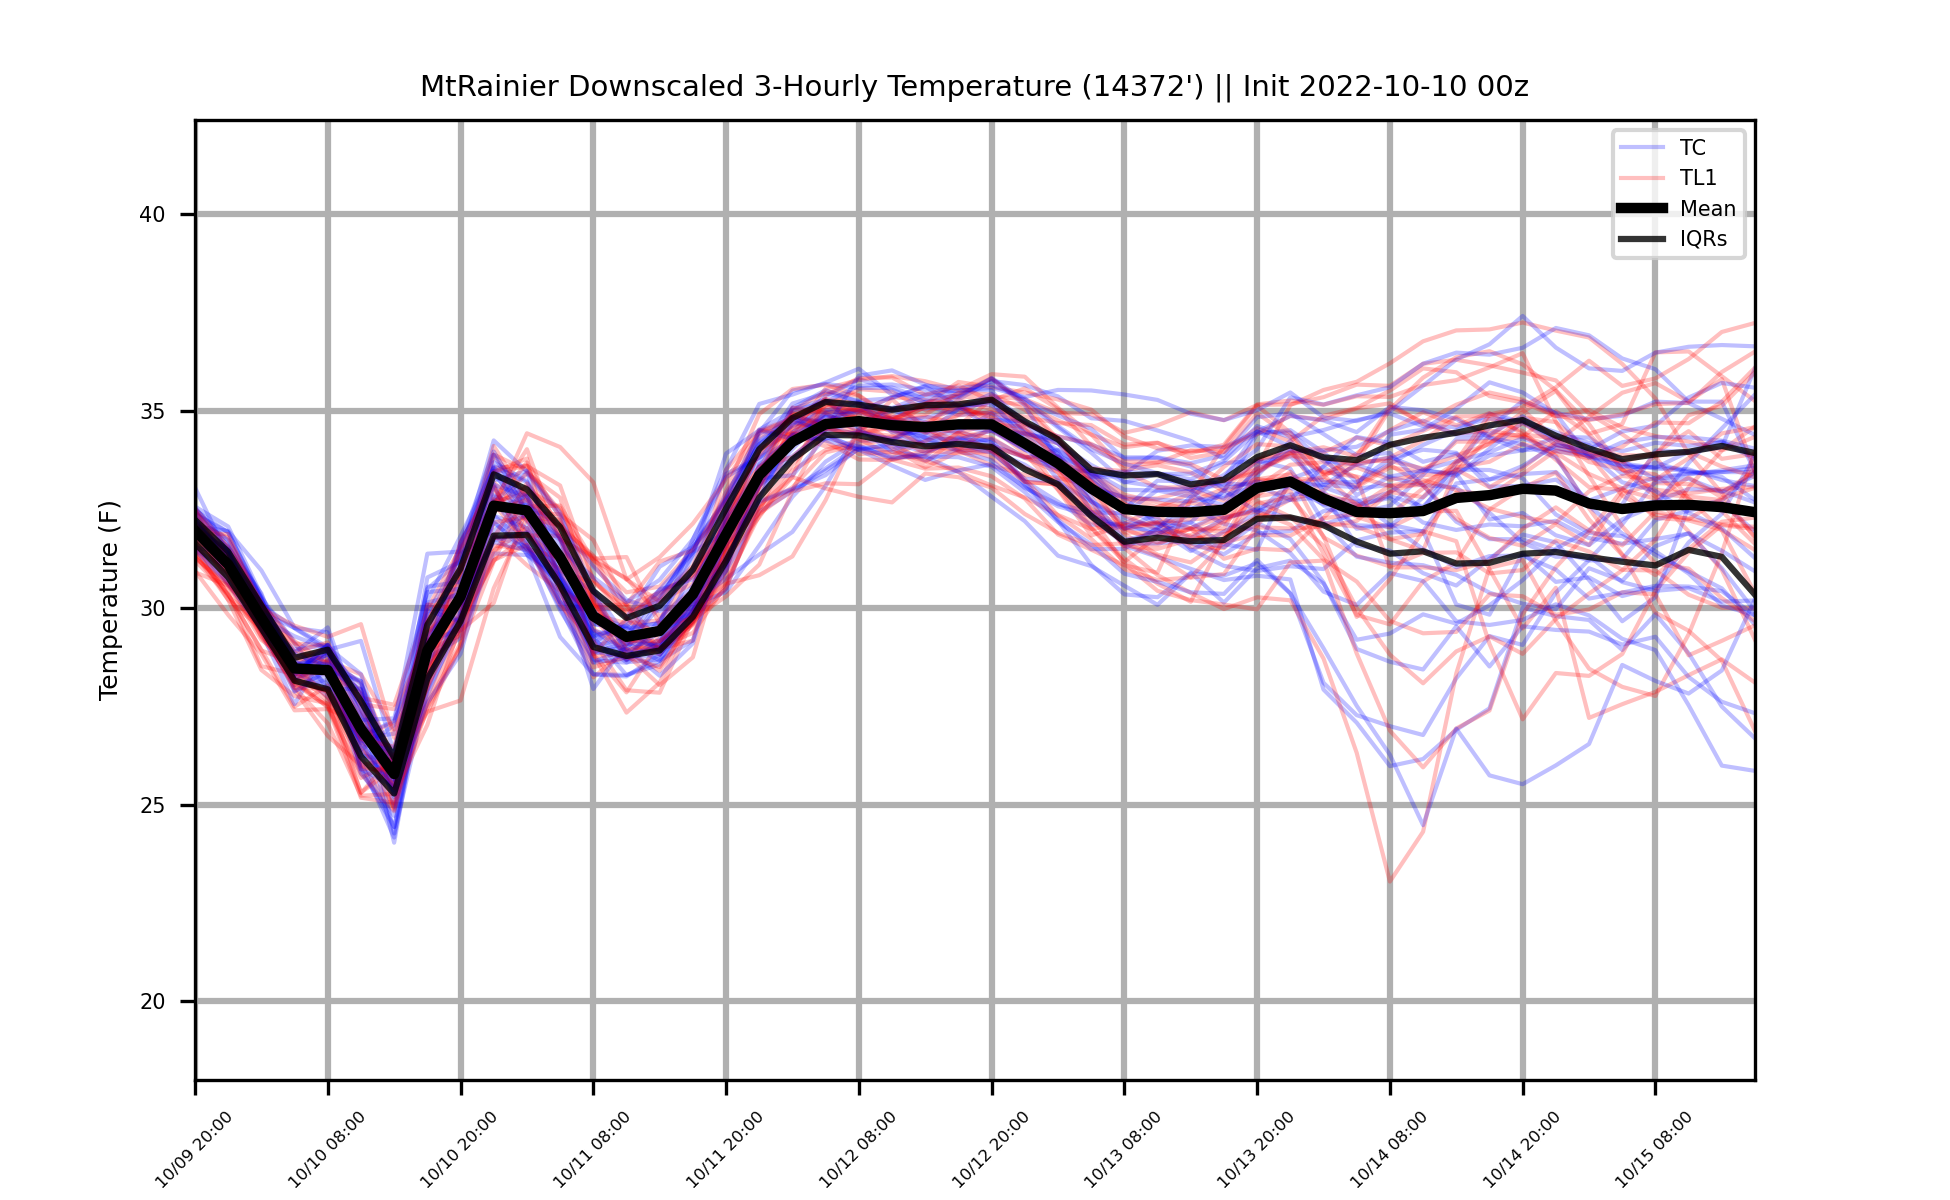 MtRainier Downscaled 3-Hourly Temperature (14372') || Init 2022-10-10 00z
TC
TL1
Mean
IQRs
Temperature (F)
40
35
30
25
20
10/09 20:00
10/10 08:00
10/10 20:00
10/11 08:00
10/11 20:00
10/12 08:00
10/12 20:00
10/13 08:00
10/13 20:00
10/14 08:00
10/14 20:00
10/15 08:00